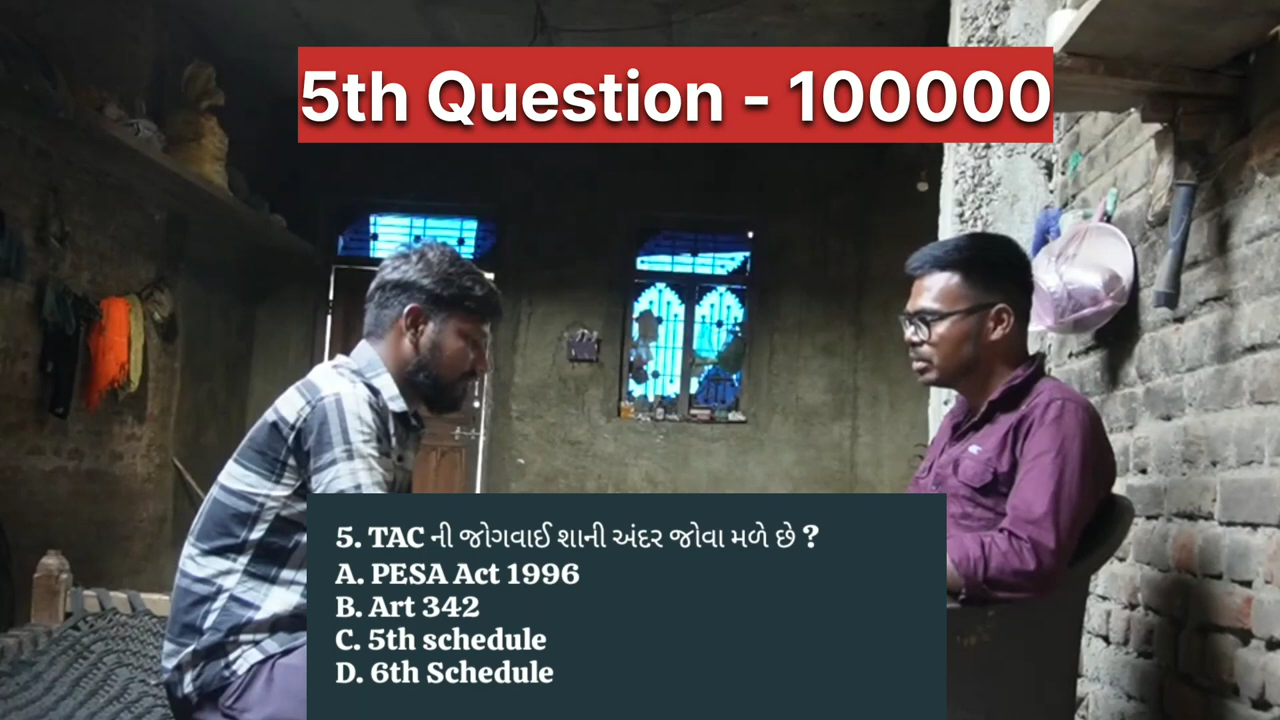 5th Question - 100000
5. TAC ની જોગવાઈ શાની અંદર જોવા મળે છે ?
A. PESA Act 1996
B. Art 342
C. 5th schedule
D. 6th Schedule